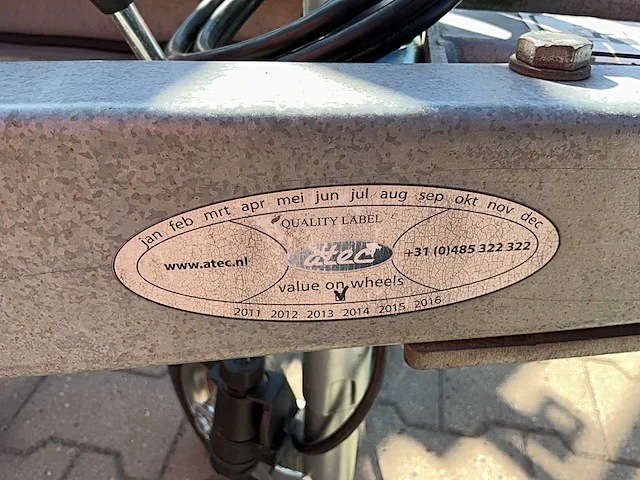 jan feb mrt apr mei jun jul aug sep okt nov dec
QUALITY LABEL
www.atec.nl
atec
+31 (0)485 322 322
value on wheels
2011 2012 2013 2014 2015 2016